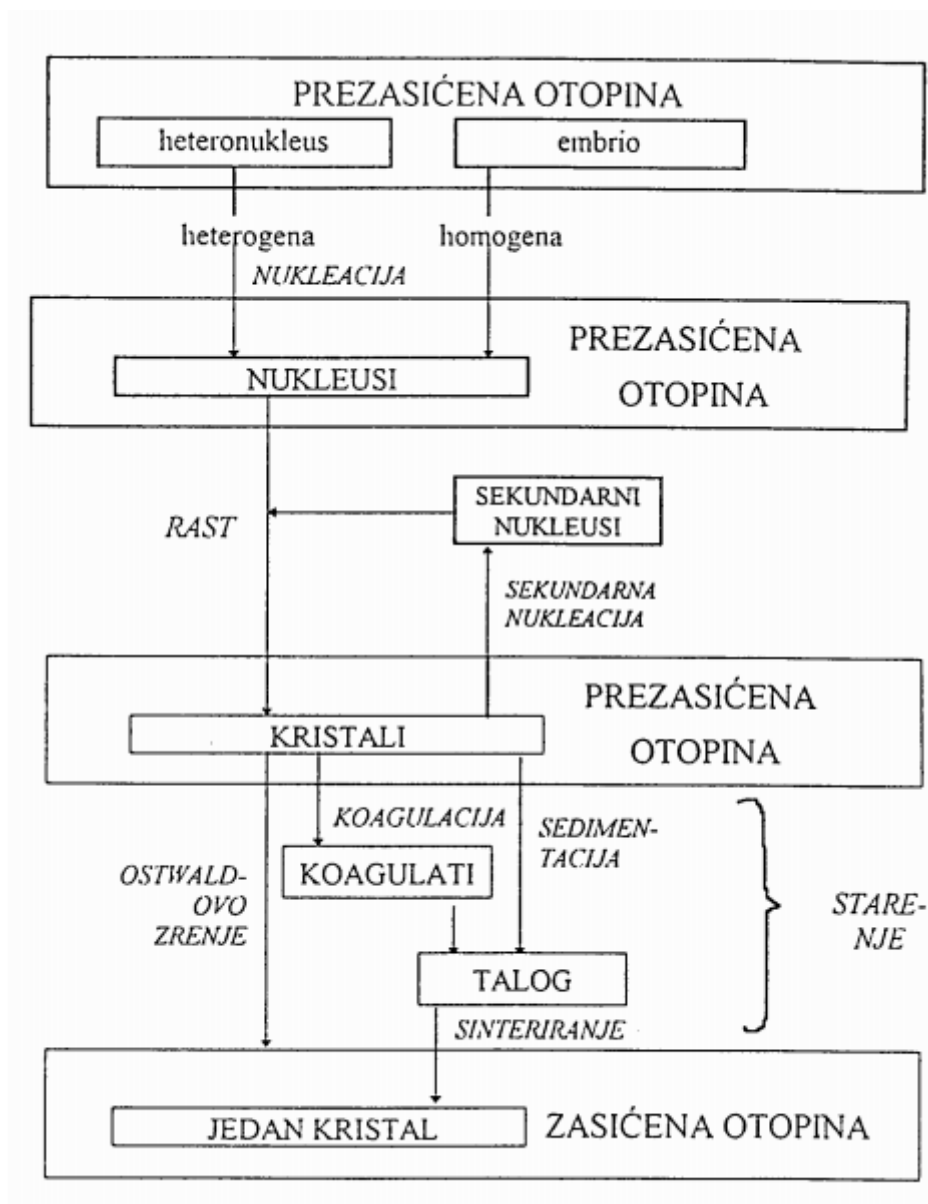 PREZASIĆENA OTOPINA
heteronukleus
embrio
heterogena
homogena
NUKLEACIJA
PREZASIĆENA
OTOPINA
NUKLEUSI
SEKUNDARNI
NUKLEUSI
RAST
SEKUNDARNA
NUKLEACIJA
PREZASIĆENA
OTOPINA
KRISTALI
KOAGULACIJA
SEDIMEN-
TACIJA
KOAGULATI
OSTWALD-
OVO
ZRENJE
STARE-
NJE
TALOG
SINTERIRANJE
JEDAN KRISTAL
ZASIĆENA OTOPINA